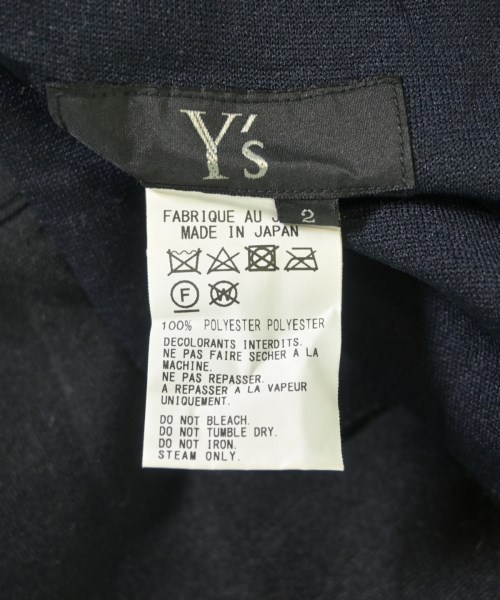 Y's
2
FABRIQUE AU J
MADE IN JAPAN
F W
100% POLYESTER POLYESTER
DECOLORANTS INTERDITS.
NE PAS FAIRE SECHER A LA
MACHINE.
NE PAS REPASSER.
A REPASSER A LA VAPEUR
UNIQUEMENT.
DO NOT BLEACH.
DO NOT TUMBLE DRY.
DO NOT IRON.
STEAM ONLY.